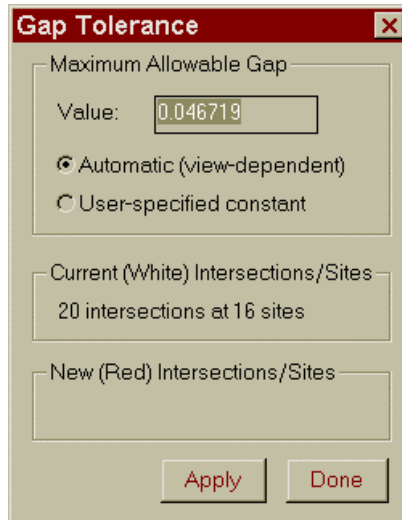 Gap Tolerance
Maximum Allowable Gap
Value: 0.046719
Automatic (view-dependent)
User-specified constant
Current (White) Intersections/Sites
20 intersections at 16 sites
New (Red) Intersections/Sites
Apply Done